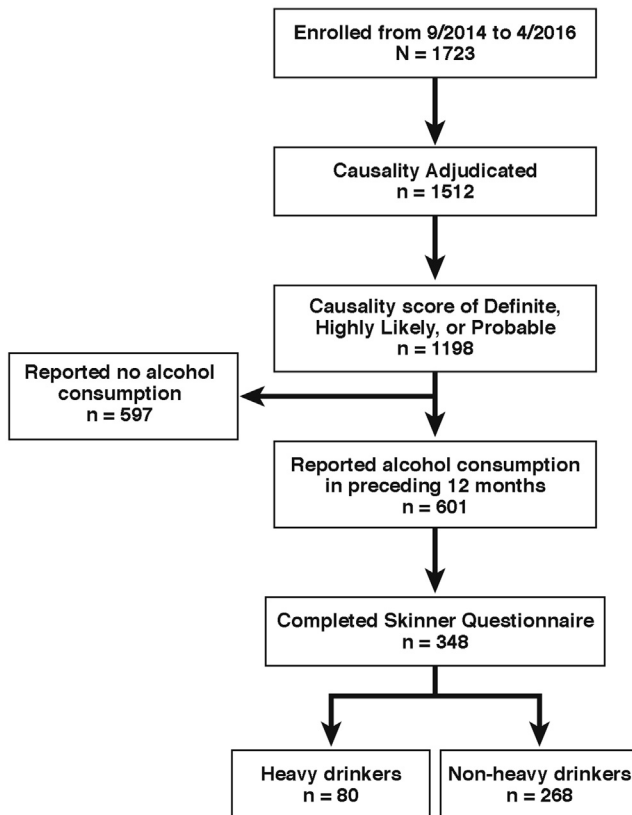 Enrolled from 9/2014 to 4/2016
N = 1723
Causality Adjudicated
n = 1512
Causality score of Definite,
Highly Likely, or Probable
n = 1198
Reported no alcohol
consumption
n = 597
Reported alcohol consumption
in preceding 12 months
n = 601
Completed Skinner Questionnaire
n = 348
Heavy drinkers
n = 80
Non-heavy drinkers
n = 268